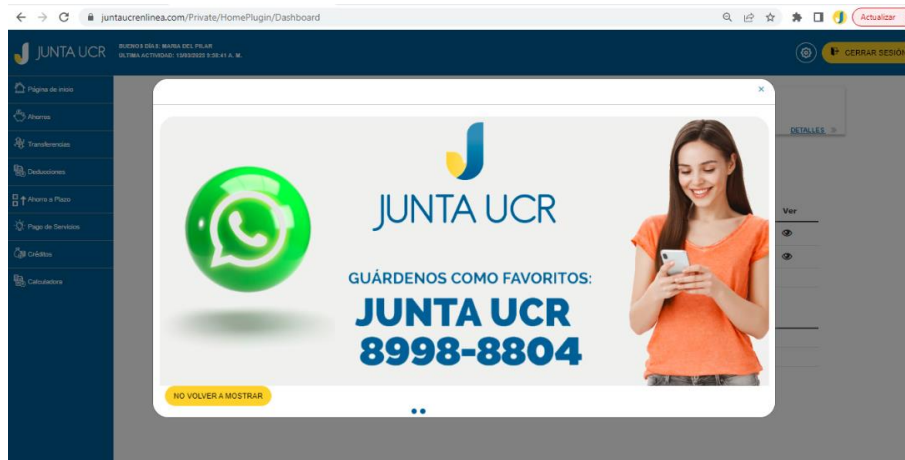 juntaucrenlinea.com/Private/HomePlugin/Dashboard
Actualizar
JUNTA UCR
BUENOS DÍAS: MARIA DEL PILAR
CERRAR SESIÓN
Página de inicio
Ahorros
Transferencias
Deducciones
Ahorro a Plazo
Pago de Servicios
Créditos
Calculadora
×
DETALLES
Ver
JUNTA UCR
GUÁRDENOS COMO FAVORITOS:
JUNTA UCR
8998-8804
NO VOLVER A MOSTRAR